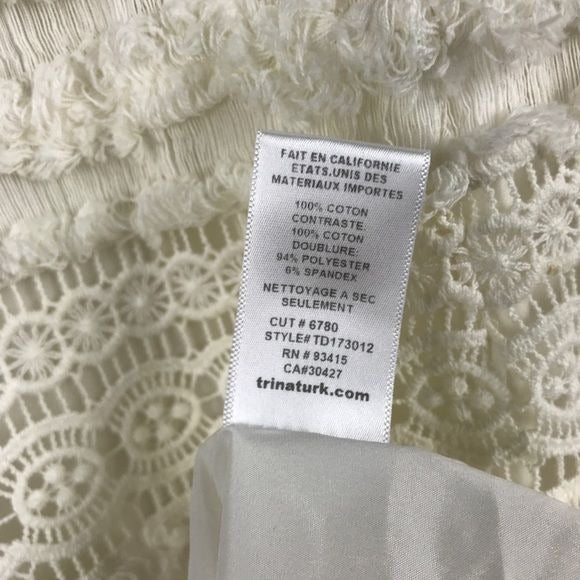 FAIT EN CALIFORNIE
ETATS.UNIS DES
MATERIAUX IMPORTES
100% COTON
CONTRASTE:
100% COTON
DOUBLURE:
94% POLYESTER
6% SPANDEX
NETTOYAGE A SEC
SEULEMENT
CUT # 6780
STYLE#TD173012
RN # 93415
CA#30427
trinaturk.com